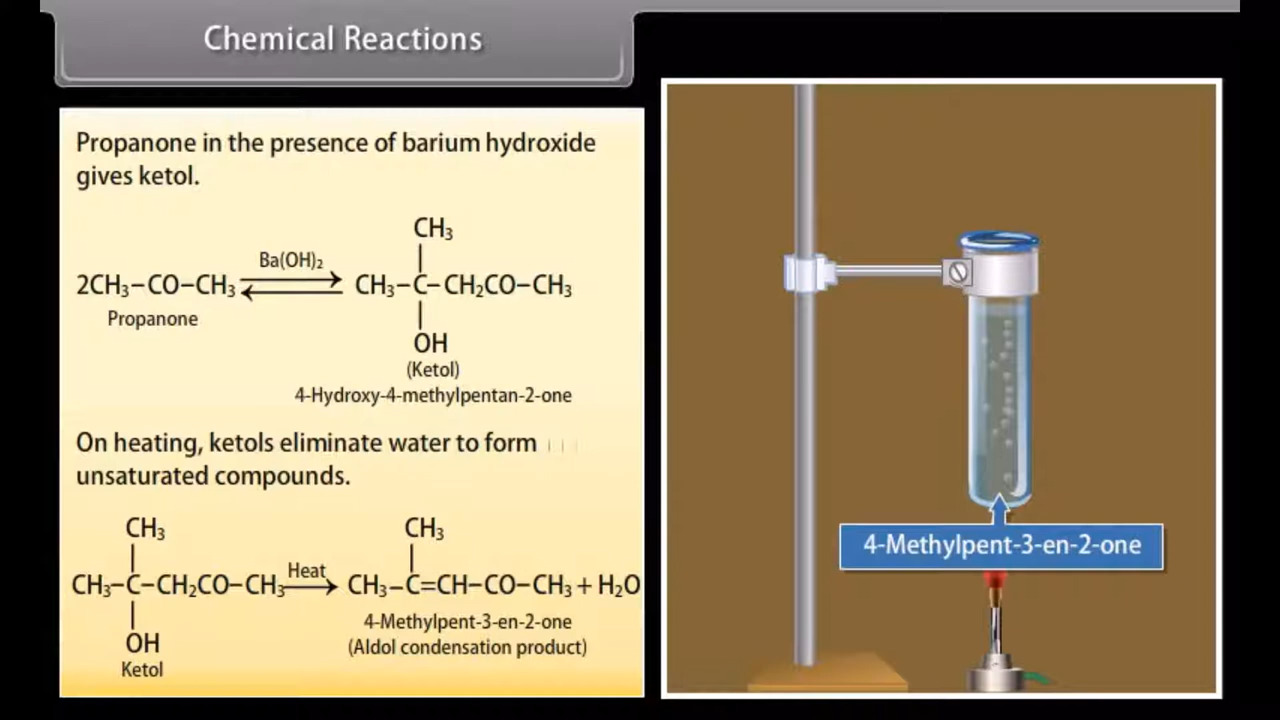 Chemical Reactions
Propanone in the presence of barium hydroxide
gives ketol.
CH₃
|
2CH₃−CO−CH₃ Ba(OH)₂ ⇌ CH₃−C−CH₂CO−CH₃
|
Propanone
OH
(Ketol)
4-Hydroxy-4-methylpentan-2-one
On heating, ketols eliminate water to form
unsaturated compounds.
CH₃ CH₃
| |
CH₃−C−CH₂CO−CH₃ Heat → CH₃−C=CH−CO−CH₃ + H₂O
|
OH
Ketol
4-Methylpent-3-en-2-one
(Aldol condensation product)
4-Methylpent-3-en-2-one